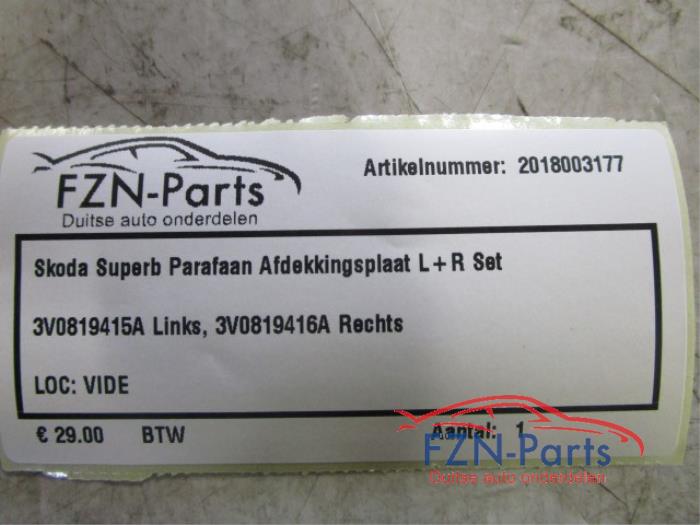 FZN-Parts
Duitse auto onderdelen
Artikelnummer: 2018003177
Skoda Superb Parafaan Afdekkingsplaat L+R Set
3V0819415A Links, 3V0819416A Rechts
LOC: VIDE
€ 29.00 BTW Aantal: 1
FZN-Parts
Duitse auto onderdelen